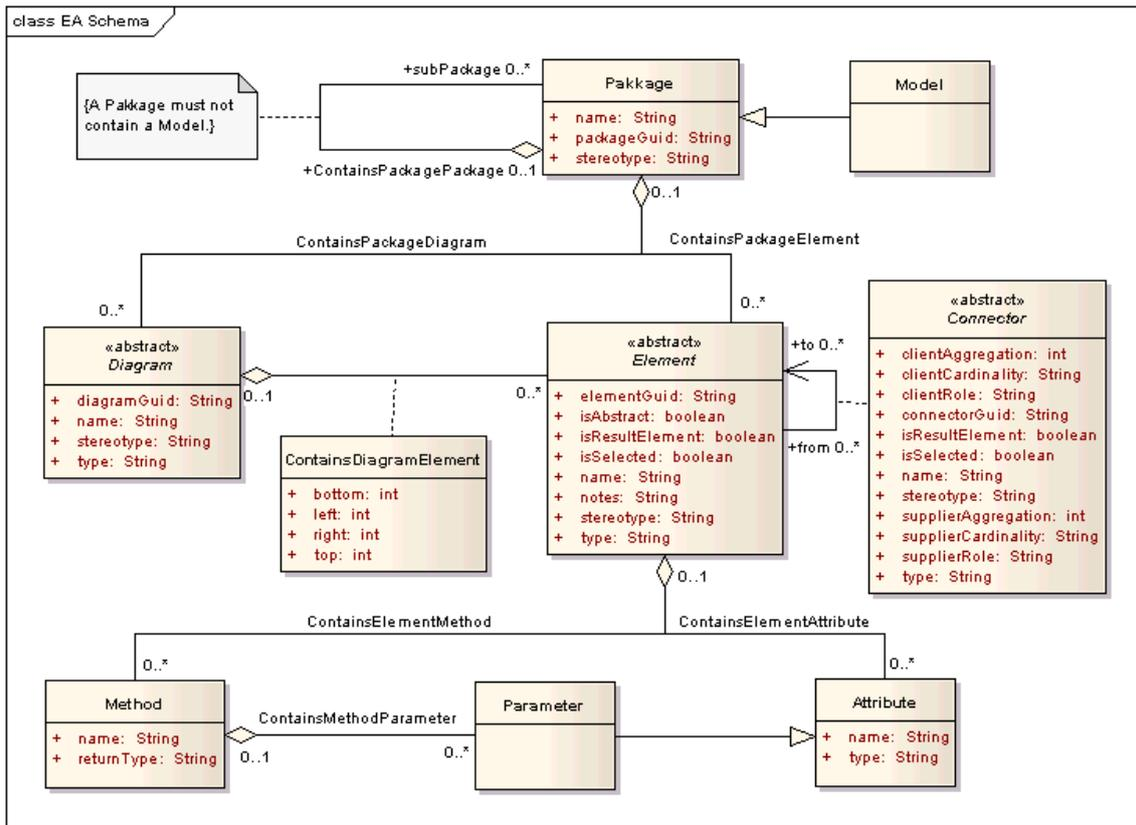 class EA Schema
+subPackage 0..*
{A Pakkage must not
contain a Model.}
+ContainsPackagePackage 0..1
Pakkage
+ name: String
+ packageGuid: String
+ stereotype: String
Model
0..1
ContainsPackageDiagram
ContainsPackageElement
0..*
0..*
«abstract»
Diagram
+ diagramGuid: String
+ name: String
+ stereotype: String
+ type: String
0..1
0..*
ContainsDiagramElement
+ bottom: int
+ left: int
+ right: int
+ top: int
«abstract»
Element
+ elementGuid: String
+ isAbstract: boolean
+ isResultElement: boolean
+ isSelected: boolean
+ name: String
+ notes: String
+ stereotype: String
+ type: String
+to 0..*
+from 0..*
«abstract»
Connector
+ clientAggregation: int
+ clientCardinality: String
+ clientRole: String
+ connectorGuid: String
+ isResultElement: boolean
+ isSelected: boolean
+ name: String
+ stereotype: String
+ supplierAggregation: int
+ supplierCardinality: String
+ supplierRole: String
+ type: String
0..1
ContainsElementMethod
ContainsElementAttribute
0..*
0..*
Method
+ name: String
+ returnType: String
ContainsMethodParameter
0..1
0..*
Parameter
Attribute
+ name: String
+ type: String